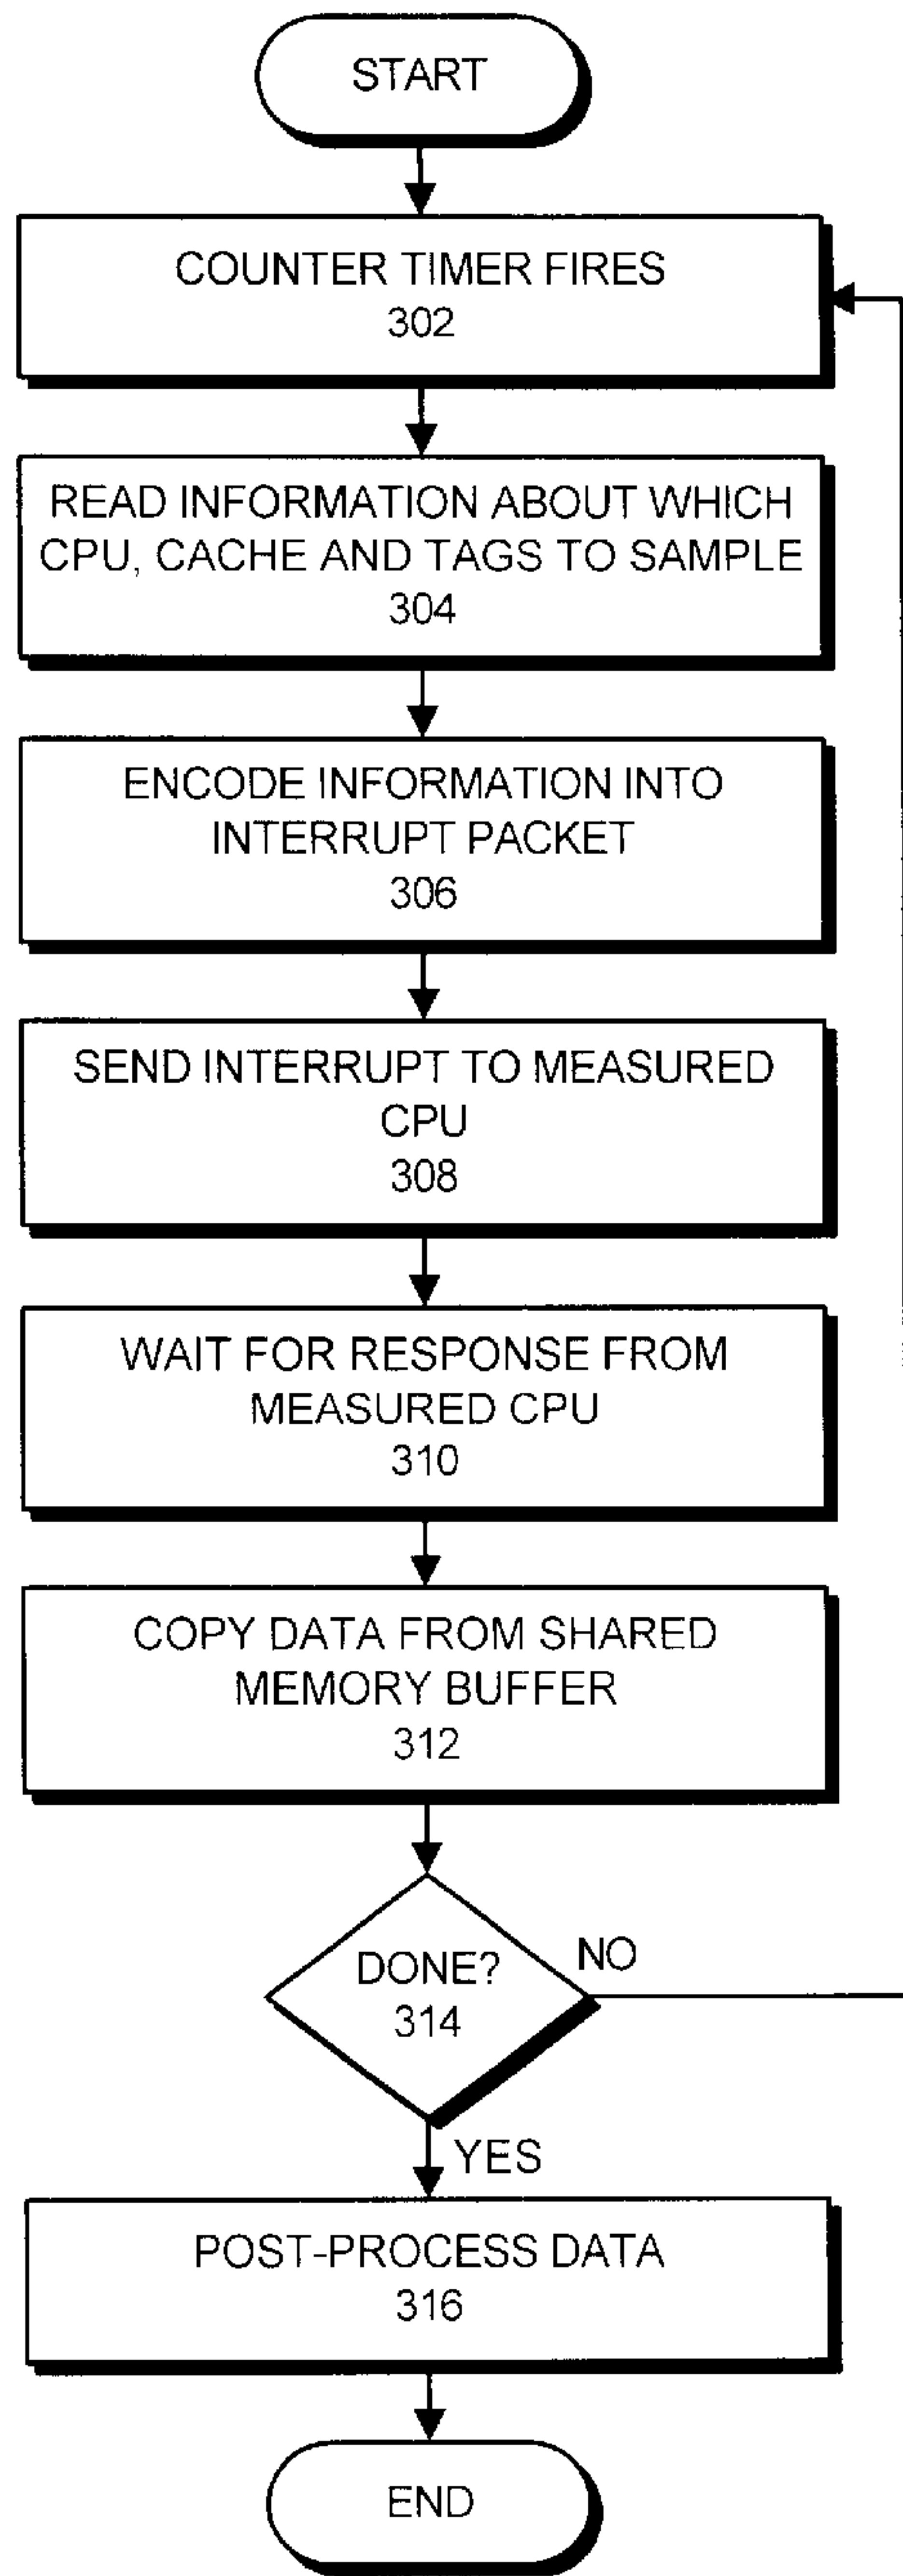 START
COUNTER TIMER FIRES
302
READ INFORMATION ABOUT WHICH
CPU, CACHE AND TAGS TO SAMPLE
304
ENCODE INFORMATION INTO
INTERRUPT PACKET
306
SEND INTERRUPT TO MEASURED
CPU
308
WAIT FOR RESPONSE FROM
MEASURED CPU
310
COPY DATA FROM SHARED
MEMORY BUFFER
312
DONE?
314
NO
YES
POST-PROCESS DATA
316
END